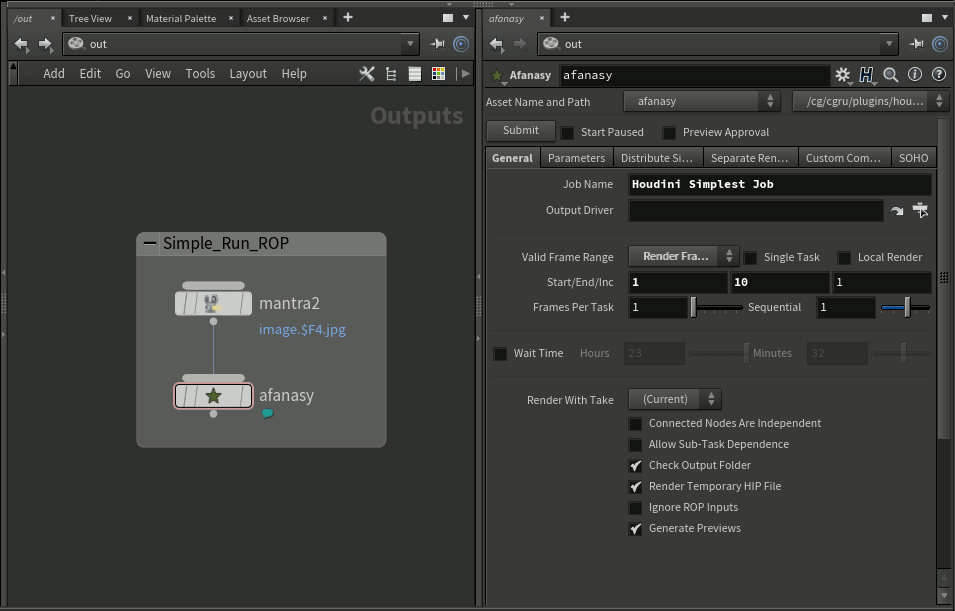 /out × Tree View × Material Palette × Asset Browser × +
out
Add Edit Go View Tools Layout Help
Outputs
Simple_Run_ROP
mantra2
image.$F4.jpg
afanasy
afanasy × +
out
Afanasy afanasy
Asset Name and Path afanasy /cg/cgru/plugins/hou...
Submit Start Paused Preview Approval
General Parameters Distribute Si... Separate Ren... Custom Com... SOHO
Job Name Houdini Simplest Job
Output Driver
Valid Frame Range Render Fra... Single Task Local Render
Start/End/Inc 1 10 1
Frames Per Task 1 Sequential 1
Wait Time Hours 23 Minutes 32
Render With Take (Current)
Connected Nodes Are Independent
Allow Sub-Task Dependence
Check Output Folder
Render Temporary HIP File
Ignore ROP Inputs
Generate Previews